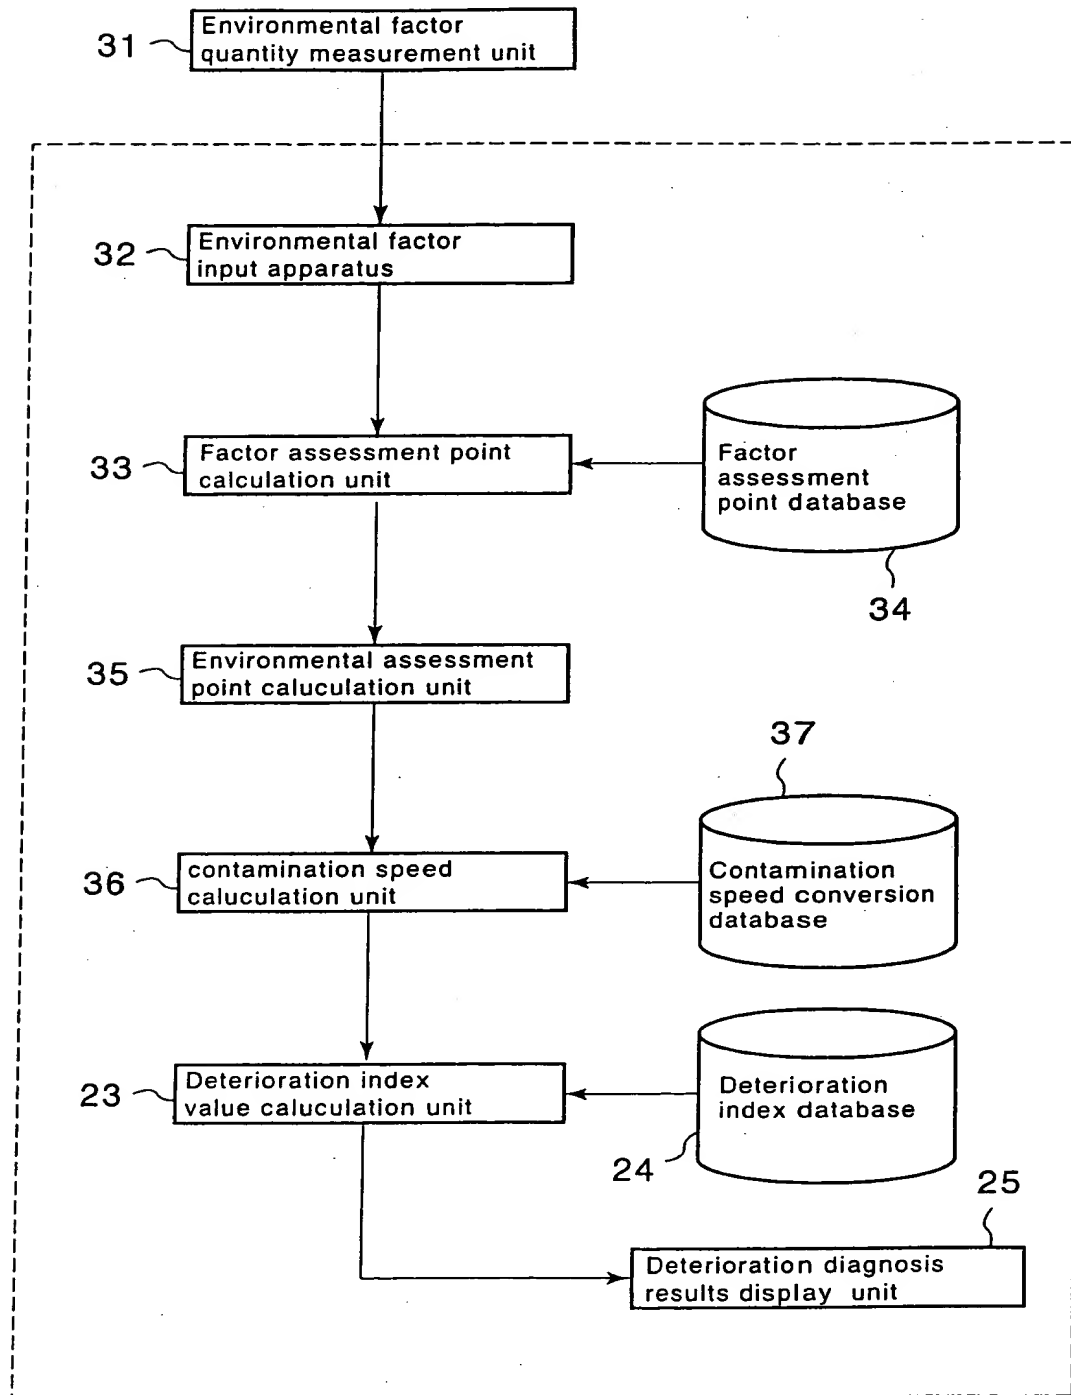 31
Environmental factor
quantity measurement unit
32
Environmental factor
input apparatus
33
Factor assessment point
calculation unit
Factor
assessment
point database
34
35
Environmental assessment
point caluculation unit
37
36
contamination speed
caluculation unit
Contamination
speed conversion
database
23
Deterioration index
value caluculation unit
Deterioration
index database
24
25
Deterioration diagnosis
results display unit